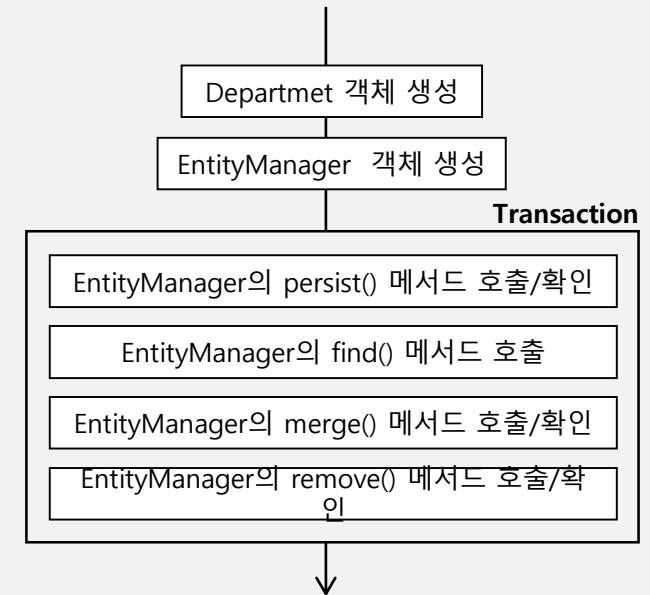 Departmet 객체 생성
EntityManager 객체 생성
Transaction
EntityManager의 persist() 메서드 호출/확인
EntityManager의 find() 메서드 호출
EntityManager의 merge() 메서드 호출/확인
EntityManager의 remove() 메서드 호출/확
인